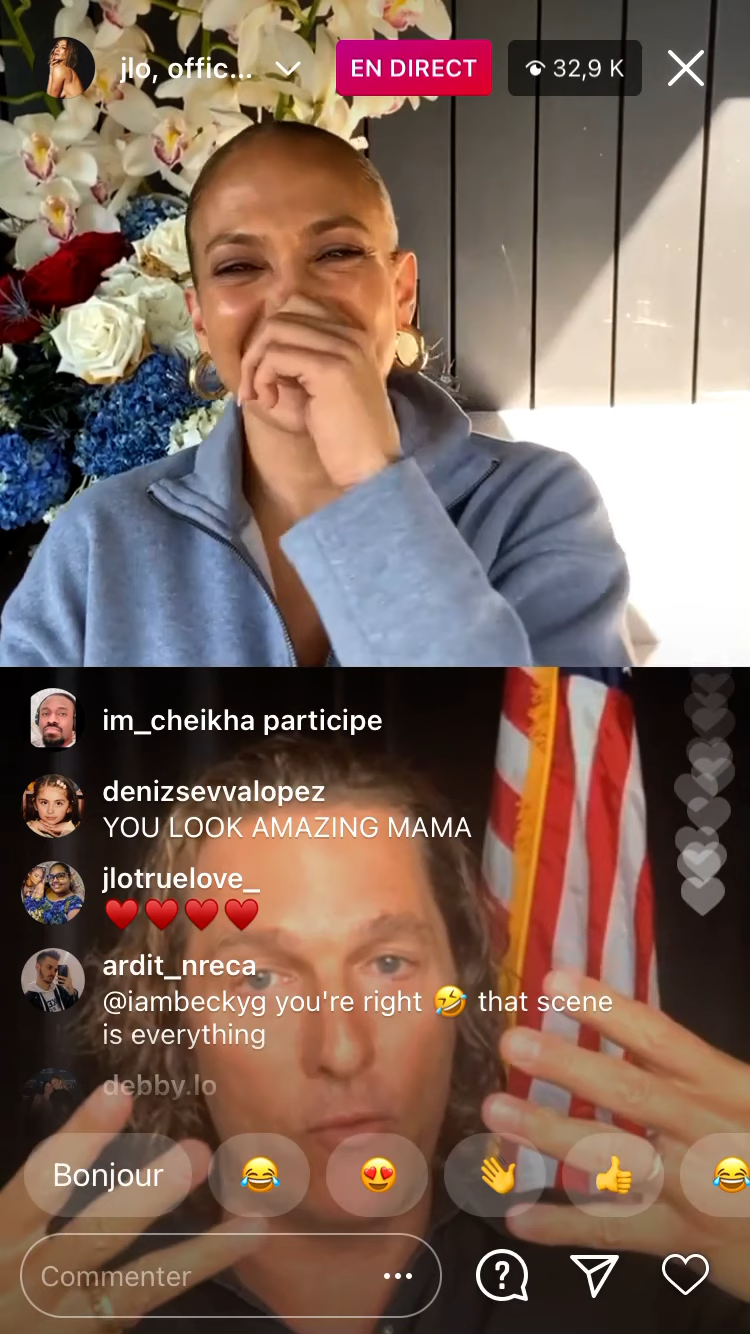 jlo, offic...
EN DIRECT
32,9 K
im_cheikha participe
denizsevvalopez
YOU LOOK AMAZING MAMA
jlotruelove_
♥️♥️♥️♥️
ardit_nreca
@iambeckyg you're right 🤣 that scene
is everything
debby.lo
Bonjour 😂 😍 👋 👍 😂
Commenter